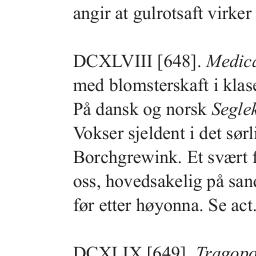 angir at gulrotsaft virker
DCXLVIII [648]. Medica
med blomsterskaft i klase
På dansk og norsk Seglek
Vokser sjeldent i det sørli
Borchgrewink. Et svært f
oss, hovedsakelig på sand
før etter høyonna. Se act.
DCXLIX [649]. Tragopo